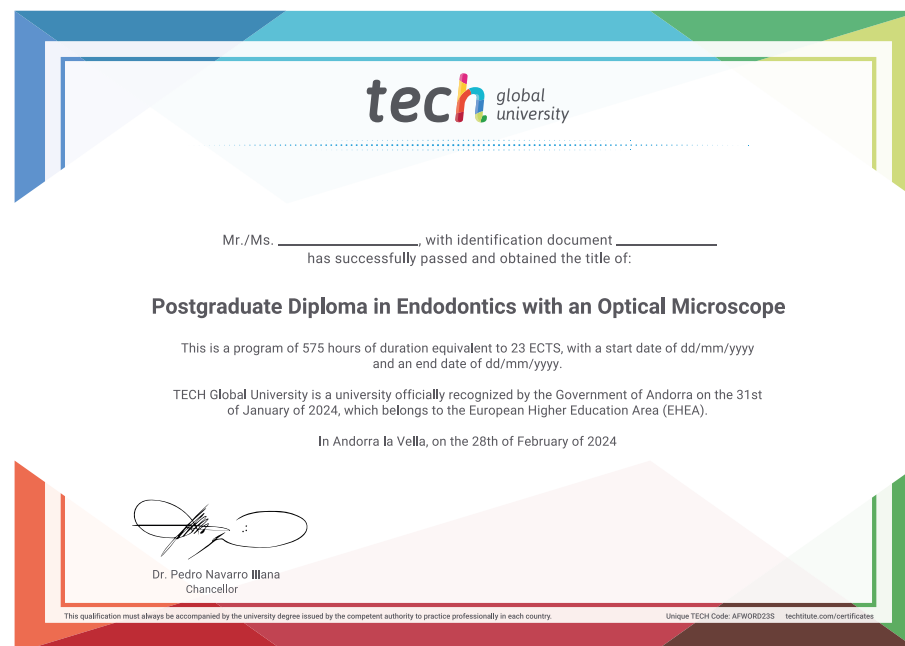 tech global university
Mr./Ms. ____________, with identification document ____________
has successfully passed and obtained the title of:
Postgraduate Diploma in Endodontics with an Optical Microscope
This is a program of 575 hours of duration equivalent to 23 ECTS, with a start date of dd/mm/yyyy
and an end date of dd/mm/yyyy.
TECH Global University is a university officially recognized by the Government of Andorra on the 31st
of January of 2024, which belongs to the European Higher Education Area (EHEA).
In Andorra la Vella, on the 28th of February of 2024
Dr. Pedro Navarro Illana
Chancellor
This qualification must always be accompanied by the university degree issued by the competent authority to practice professionally in each country.
Unique TECH Code: AFWORD23S techtitute.com/certificates